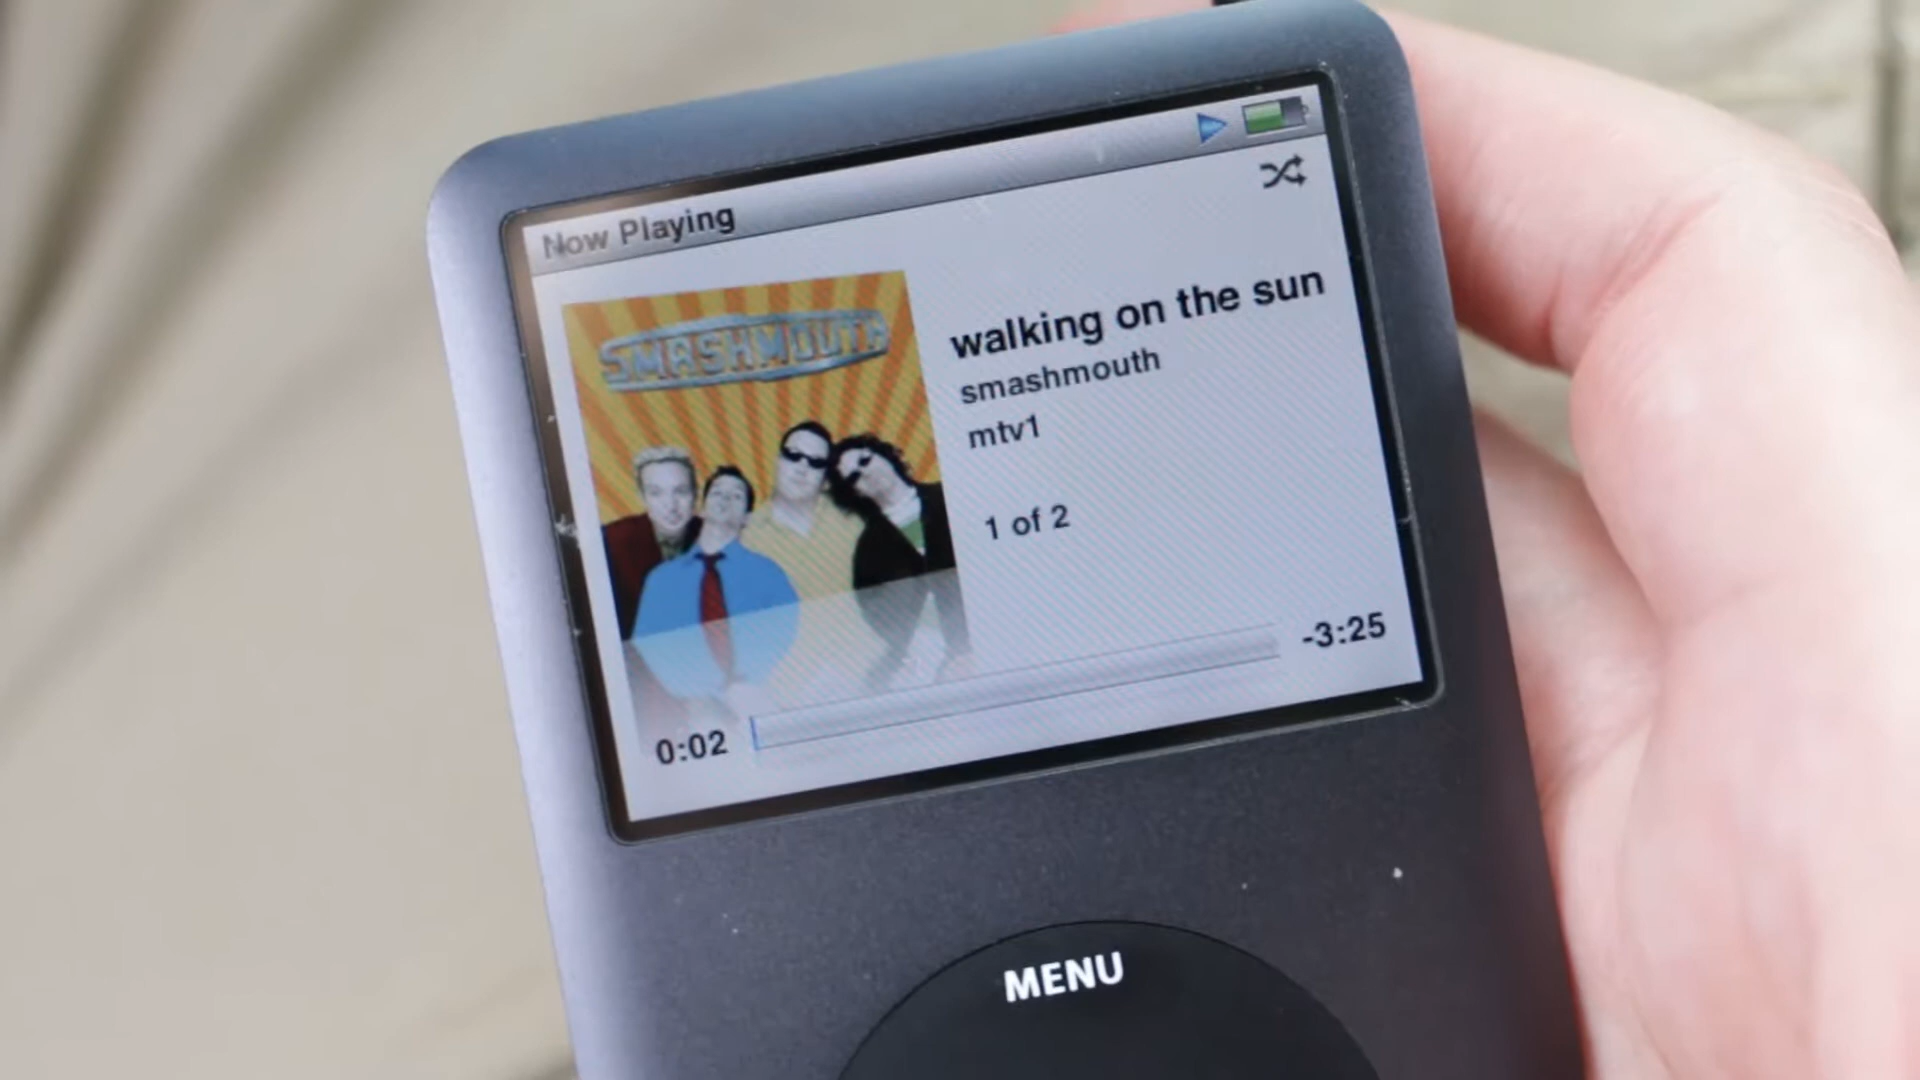 Now Playing
SMASHMOUTH
walking on the sun
smashmouth
mtv1
1 of 2
0:02
-3:25
MENU